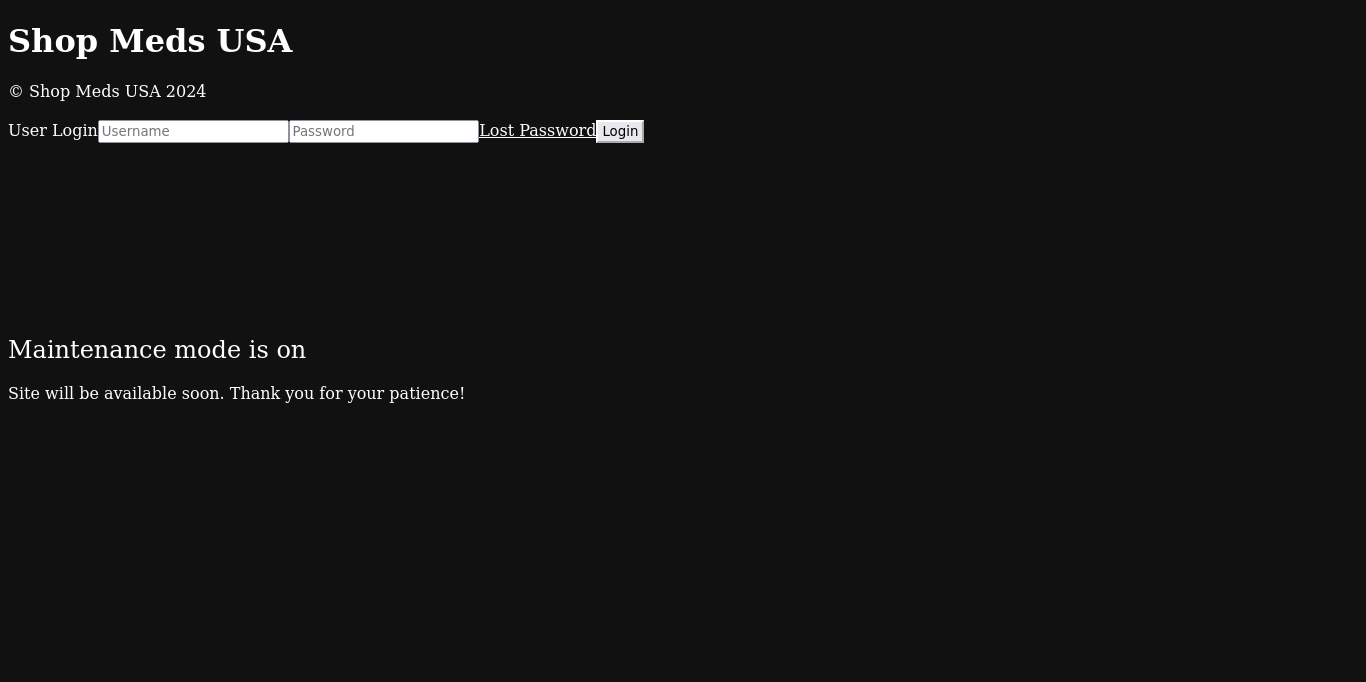 Shop Meds USA
© Shop Meds USA 2024
User Login Username Password Lost Password Login
Maintenance mode is on
Site will be available soon. Thank you for your patience!